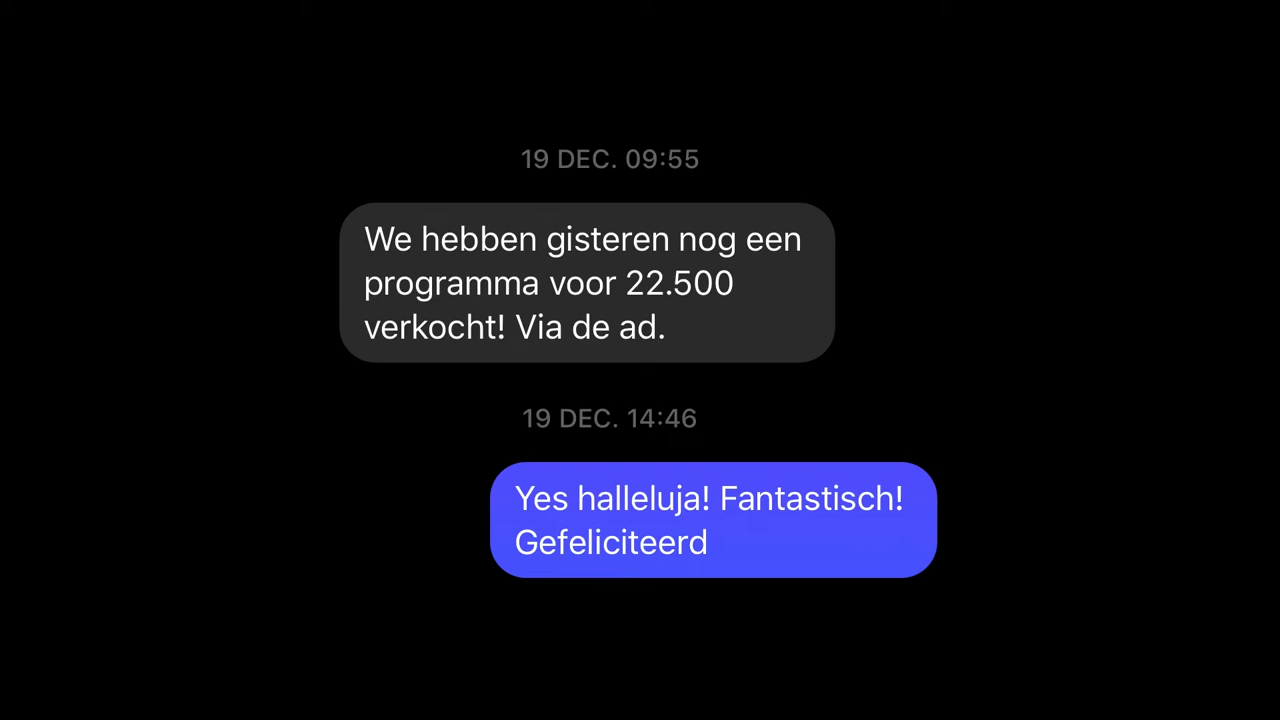 19 DEC. 09:55
We hebben gisteren nog een
programma voor 22.500
verkocht! Via de ad.
19 DEC. 14:46
Yes halleluja! Fantastisch!
Gefeliciteerd